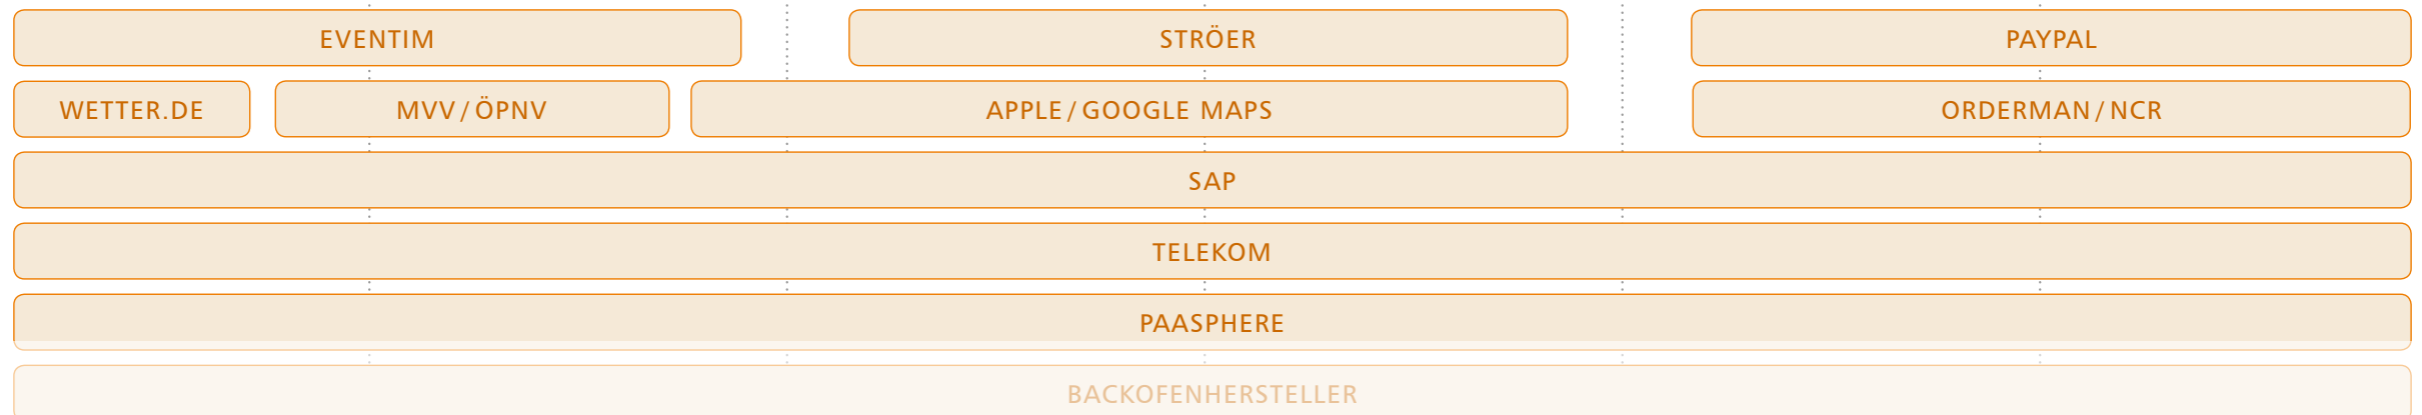 EVENTIM STRÖER PAYPAL
WETTER.DE MVV / ÖPNV APPLE / GOOGLE MAPS ORDERMAN / NCR
SAP
TELEKOM
PAASPHERE
BACKOFENHERSTELLER